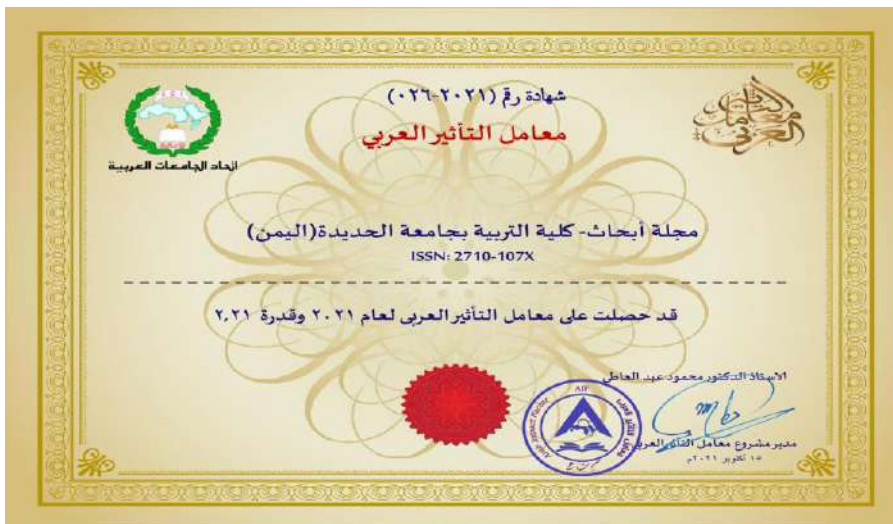 شهادة رقم (٢٠٢١-٠٢٦)
معامل التأثير العربي
اتحاد الجامعات العربية
مجلة أبحاث- كلية التربية بجامعة الحديدة(اليمن)
ISSN: 2710-107X
قد حصلت على معامل التأثير العربى لعام ٢٠٢١ وقدرة ٢,٢١
الاستاذ الدكتور محمود عبد العاطى
مدير مشروع معامل التأثير العربي
١٥ أكتوبر ٢٠٢١م